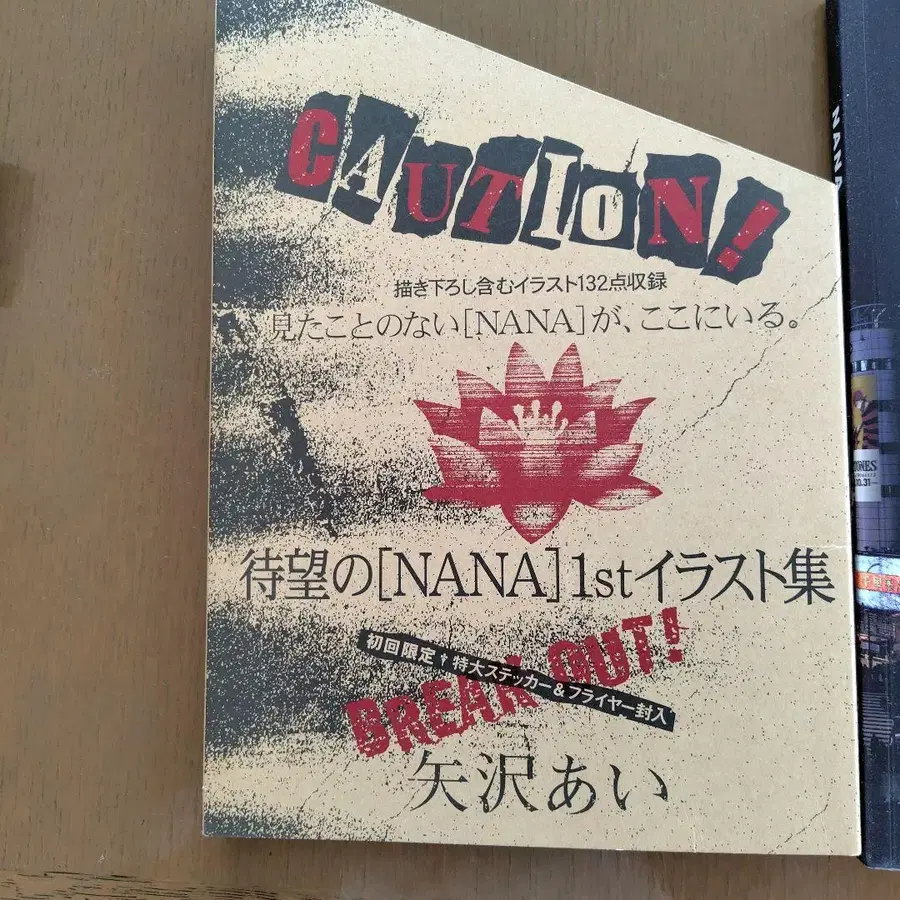 CAUTION!
描き下ろし含むイラスト132点収録
見たことのない[NANA]が、ここにいる。
待望の[NANA]1stイラスト集
BREAK OUT!
初回限定†特大ステッカー&フライヤー封入
矢沢あい
NANA